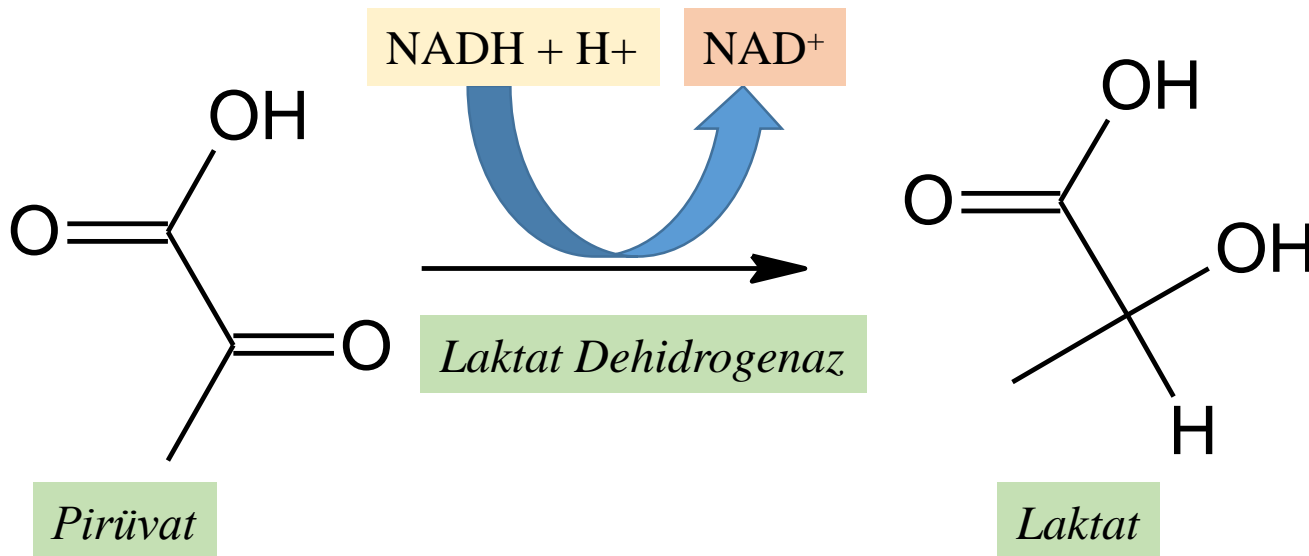 NADH + H+
NAD⁺
OH
O
O
Pirüvat
Laktat Dehidrogenaz
OH
O
OH
H
Laktat